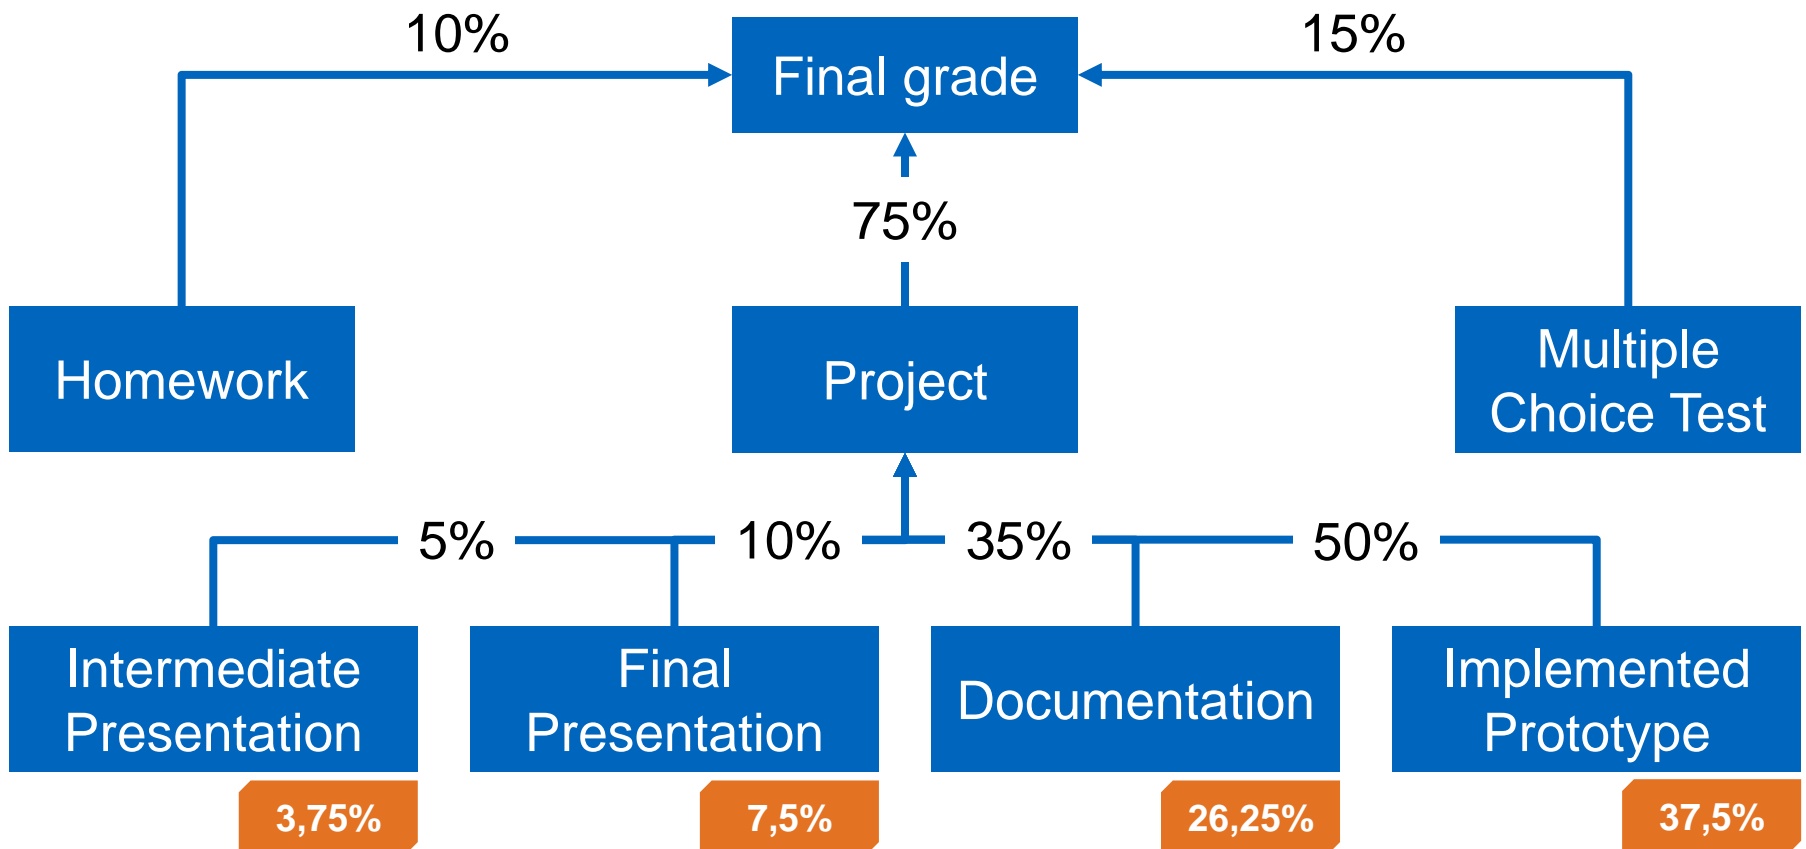 10%
Final grade
15%
75%
Homework
Project
Multiple
Choice Test
5%
10%
35%
50%
Intermediate
Presentation
Final
Presentation
Documentation
Implemented
Prototype
3,75%
7,5%
26,25%
37,5%